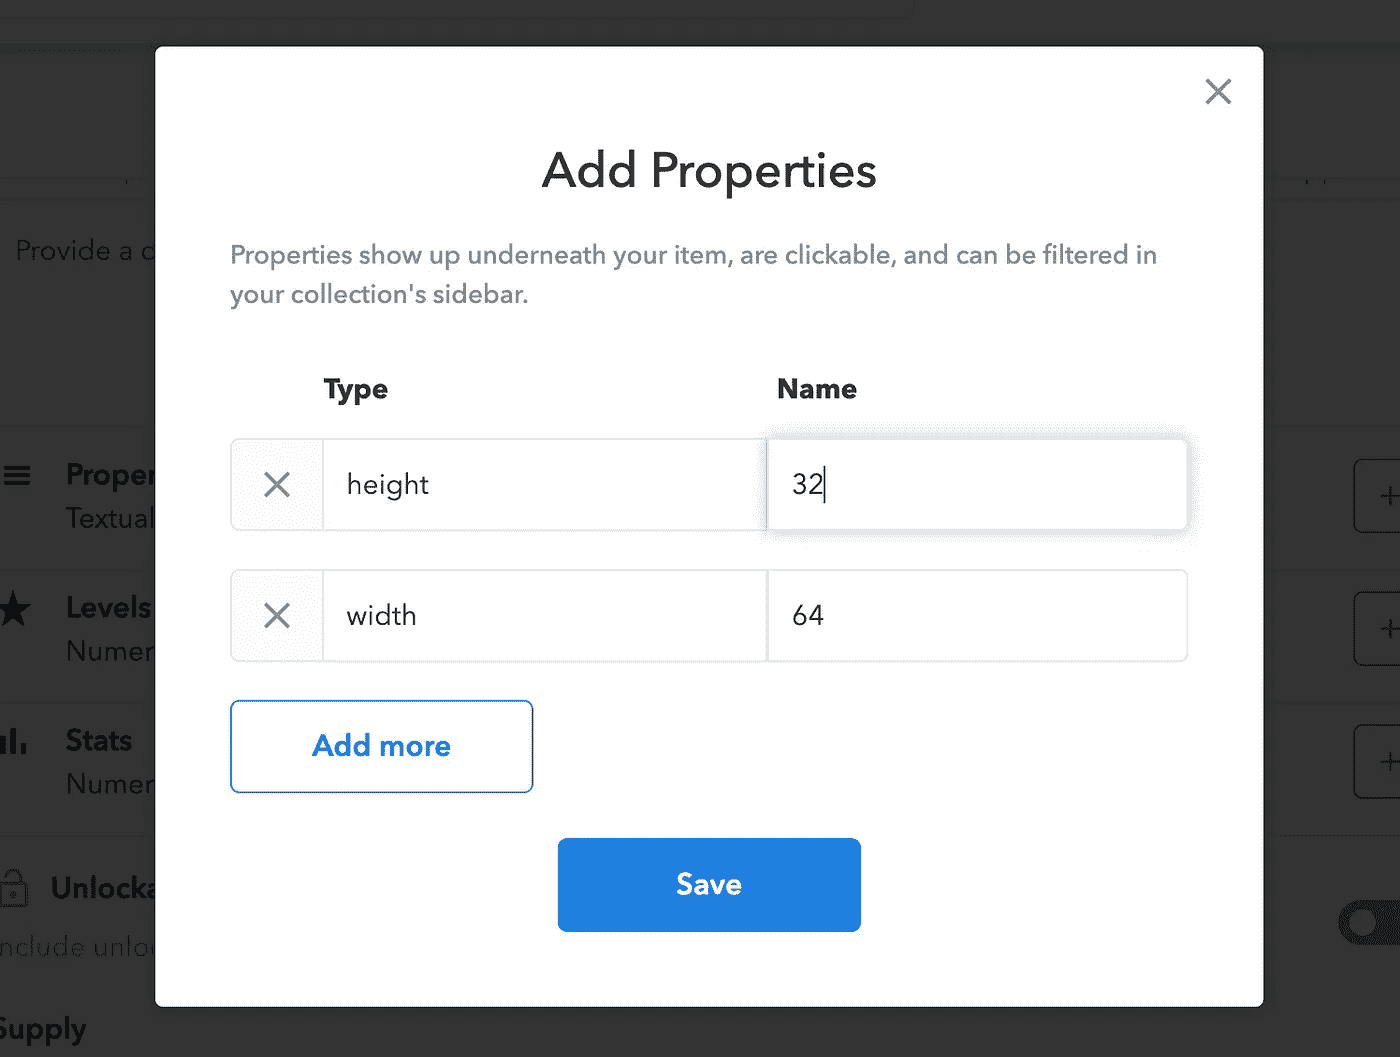 Add Properties
Provide a c
Properties show up underneath your item, are clickable, and can be filtered in
your collection's sidebar.
Type Name
height 32
Proper
Textual
width 64
Levels
Numer
Add more
Stats
Numer
Save
Unlocka
nclude unlo
Supply